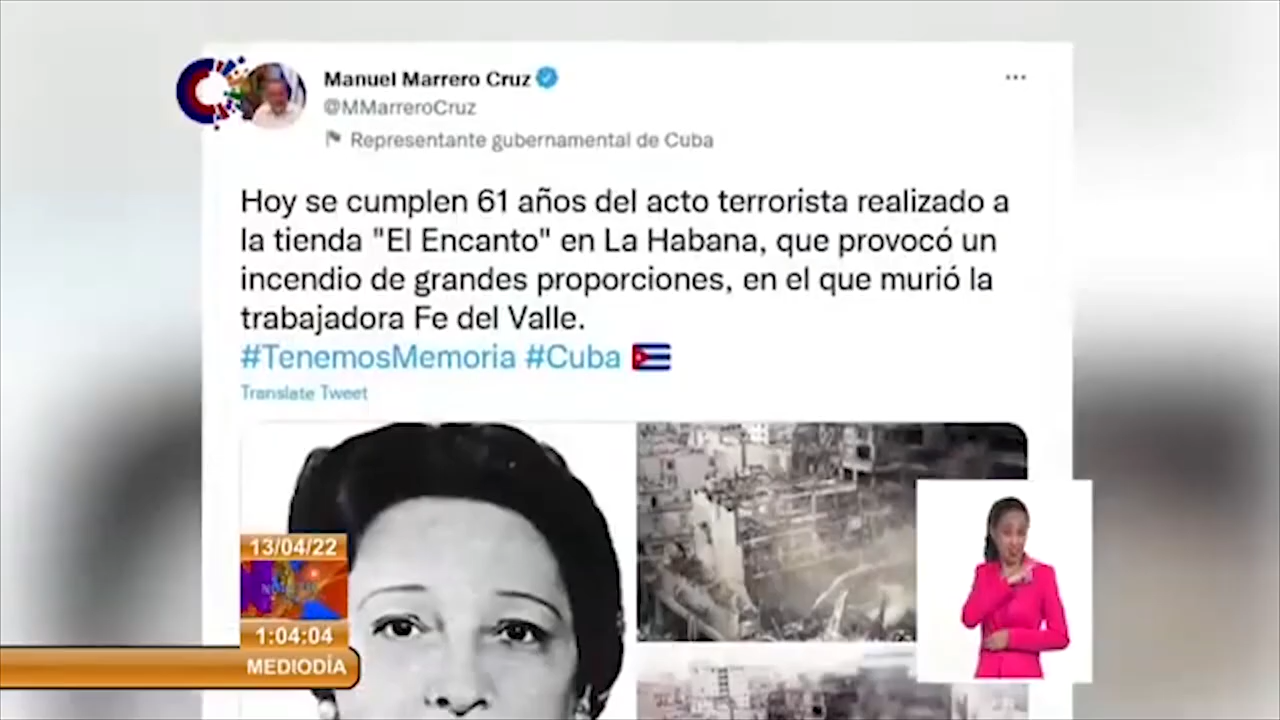 Manuel Marrero Cruz
@MMarreroCruz
Representante gubernamental de Cuba
Hoy se cumplen 61 años del acto terrorista realizado a
la tienda "El Encanto" en La Habana, que provocó un
incendio de grandes proporciones, en el que murió la
trabajadora Fe del Valle.
#TenemosMemoria #Cuba
Translate Tweet
13/04/22
1:04:04
MEDIODÍA